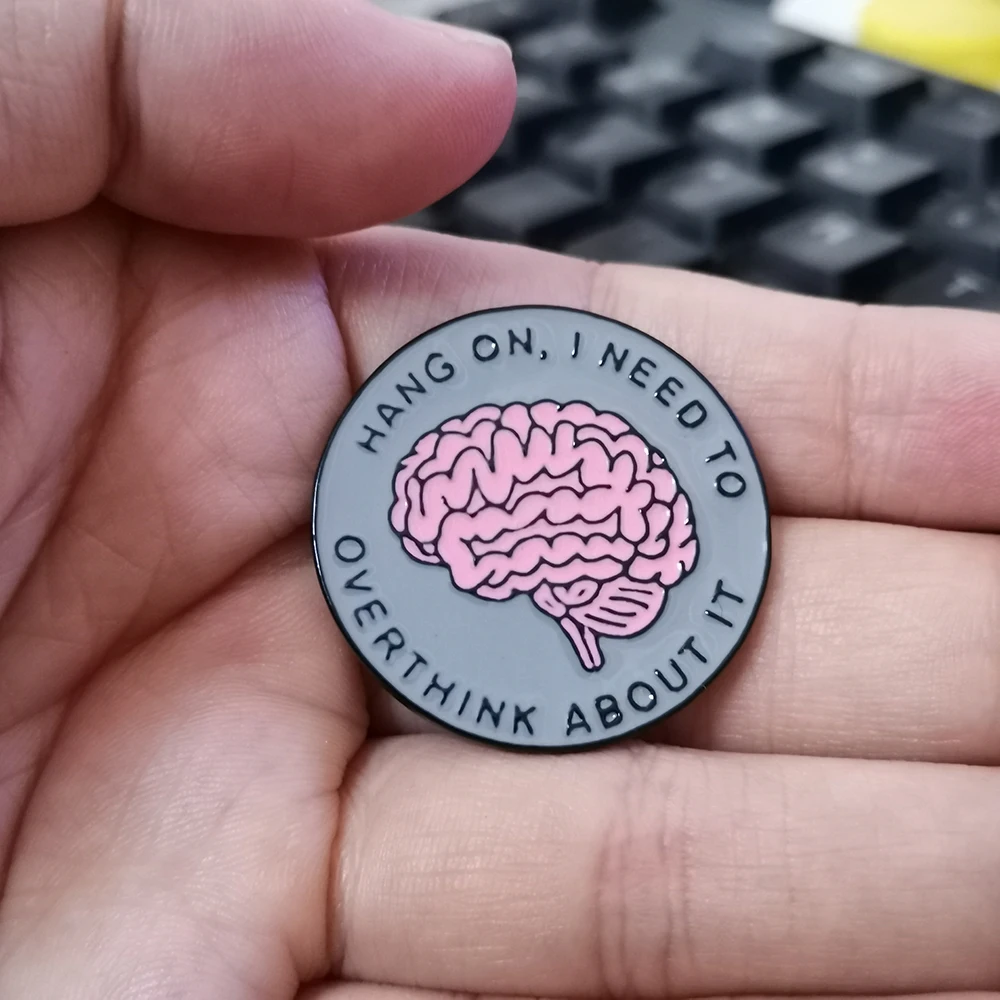 HANG ON, I NEED TO
OVERTHINK ABOUT IT